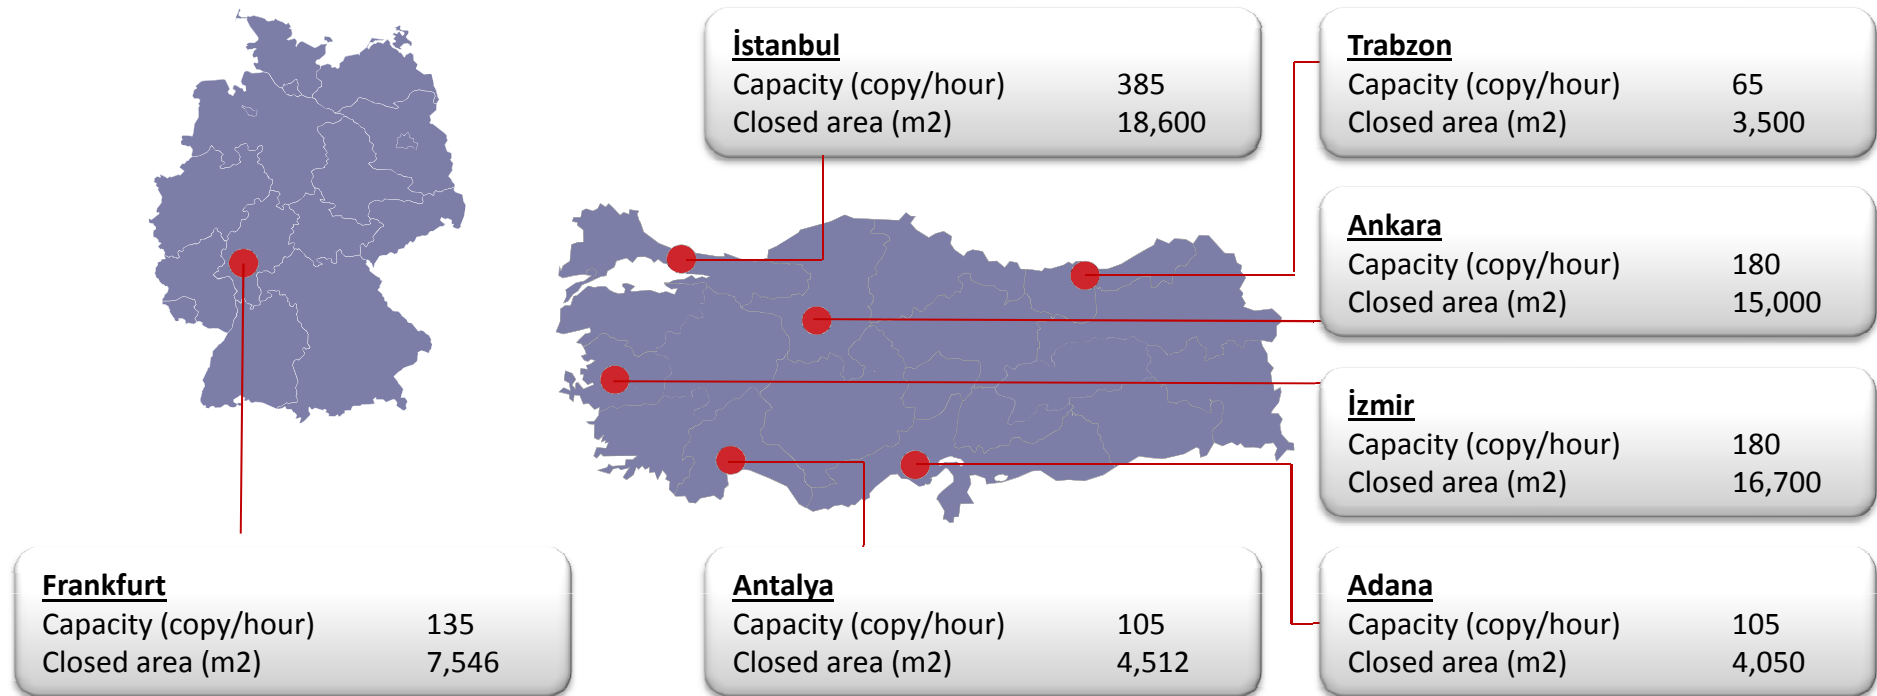 İstanbul
Capacity (copy/hour) 385
Closed area (m2) 18,600
Trabzon
Capacity (copy/hour) 65
Closed area (m2) 3,500
Ankara
Capacity (copy/hour) 180
Closed area (m2) 15,000
İzmir
Capacity (copy/hour) 180
Closed area (m2) 16,700
Frankfurt
Capacity (copy/hour) 135
Closed area (m2) 7,546
Antalya
Capacity (copy/hour) 105
Closed area (m2) 4,512
Adana
Capacity (copy/hour) 105
Closed area (m2) 4,050